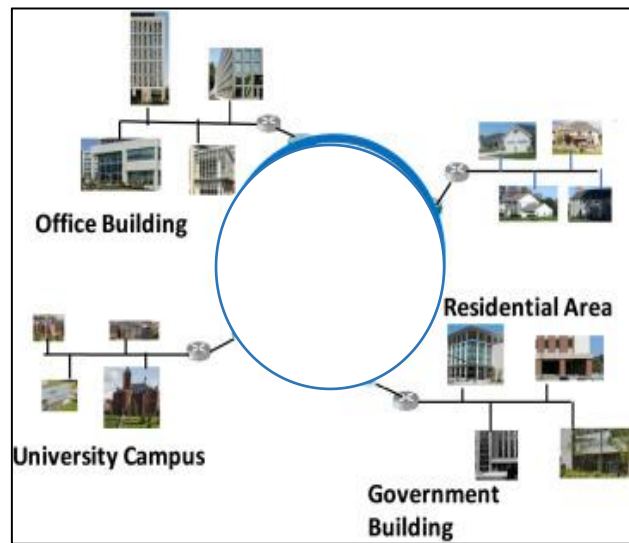 Office Building
Residential Area
University Campus
Government
Building